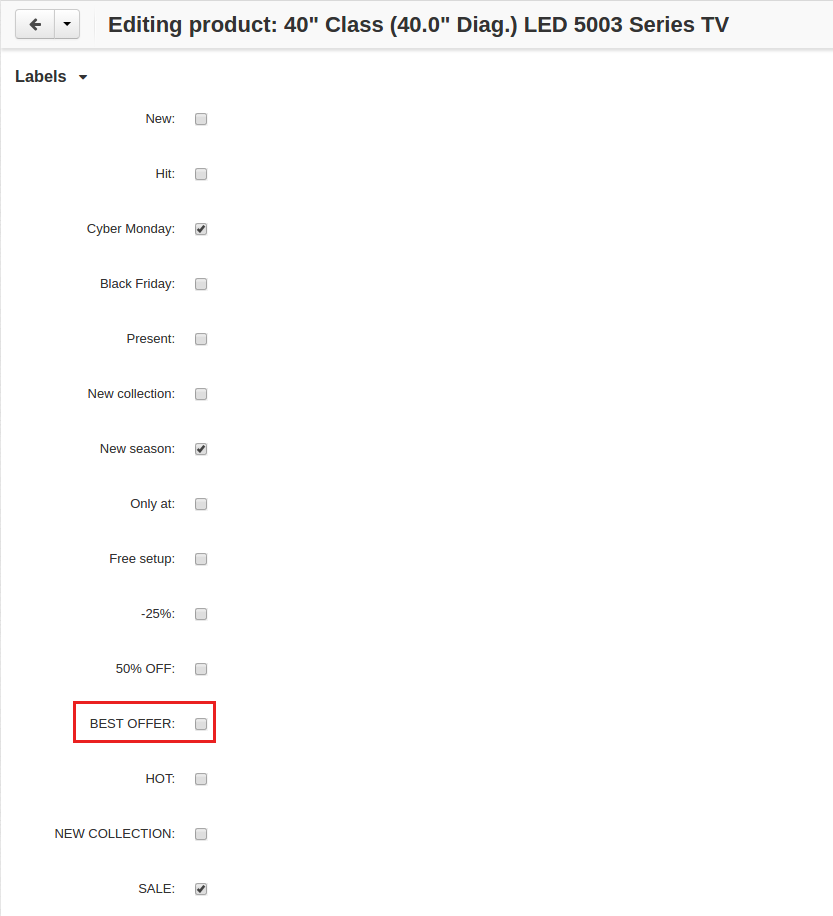 Editing product: 40" Class (40.0" Diag.) LED 5003 Series TV
Labels
New:
Hit:
Cyber Monday:
Black Friday:
Present:
New collection:
New season:
Only at:
Free setup:
-25%:
50% OFF:
BEST OFFER:
HOT:
NEW COLLECTION:
SALE: